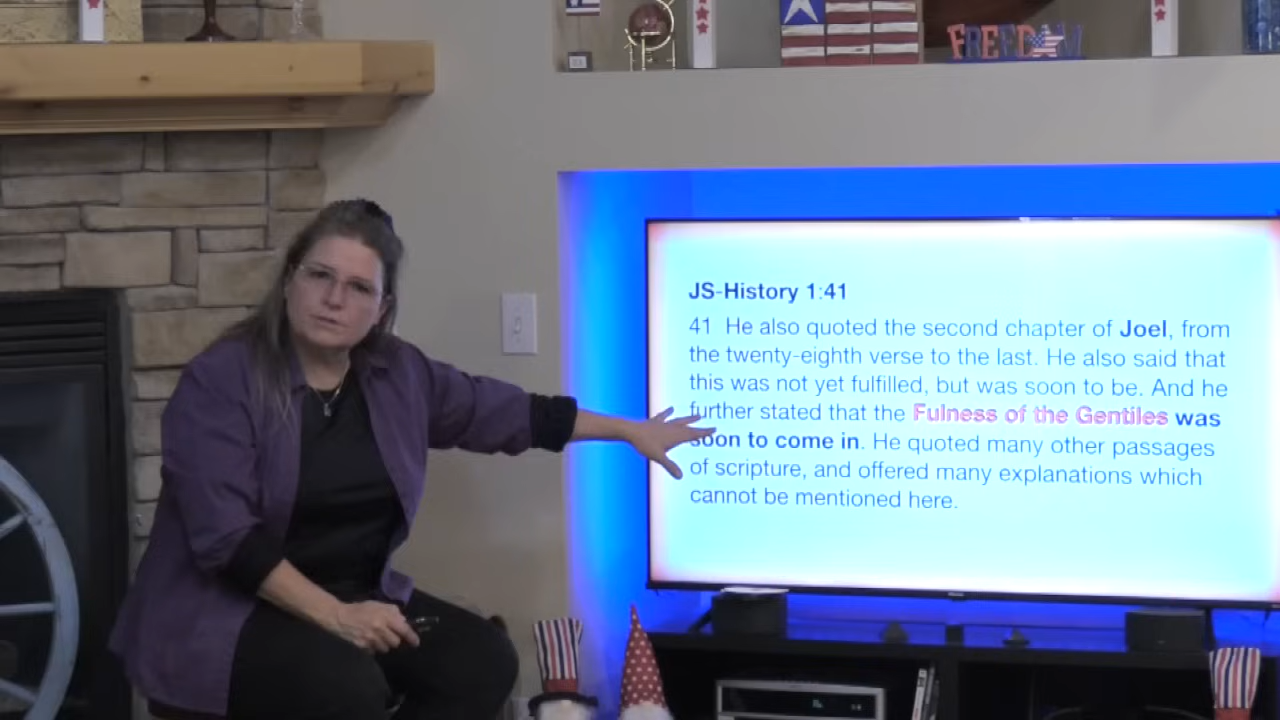 FREEDOM
JS-History 1:41
41 He also quoted the second chapter of Joel, from
the twenty-eighth verse to the last. He also said that
this was not yet fulfilled, but was soon to be. And he
further stated that the Fulness of the Gentiles was
soon to come in. He quoted many other passages
of scripture, and offered many explanations which
cannot be mentioned here.